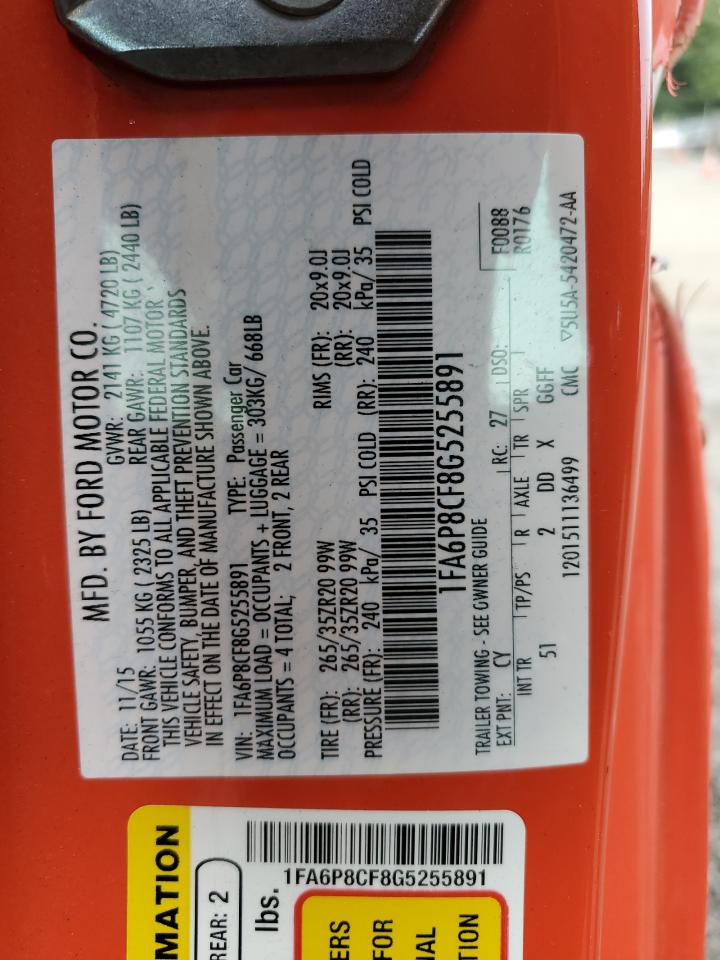 MFD. BY FORD MOTOR CO.
DATE: 11/15 GVWR: 2141 KG ( 4720 LB)
FRONT GAWR: 1055 KG ( 2325 LB) REAR GAWR: 1107 KG ( 2440 LB)
THIS VEHICLE CONFORMS TO ALL APPLICABLE FEDERAL MOTOR
VEHICLE SAFETY, BUMPER, AND THEFT PREVENTION STANDARDS
IN EFFECT ON THE DATE OF MANUFACTURE SHOWN ABOVE.
VIN: 1FA6P8CF8G5255891 TYPE: Passenger Car
MAXIMUM LOAD = OCCUPANTS + LUGGAGE = 303KG/ 668LB
OCCUPANTS = 4 TOTAL; 2 FRONT, 2 REAR
TIRE (FR): 265/35ZR20 99W RIMS (FR): 20x9.0J
(RR): 265/35ZR20 99W (RR): 20x9.0J
PRESSURE (FR): 240 kPa/ 35 PSI COLD (RR): 240 kPa/ 35 PSI COLD
1FA6P8CF8G5255891
TRAILER TOWING - SEE OWNER GUIDE F0088
EXT PNT: CY RC: 27 DSO: R0176
INT TR TP/PS R AXLE TR SPR
51 2 DD X GGFF
1201511136499 CMC ▽5U5A-5420472-AA
MATION
REAR: 2
lbs.
1FA6P8CF8G5255891
ERS
FOR
IAL
TION